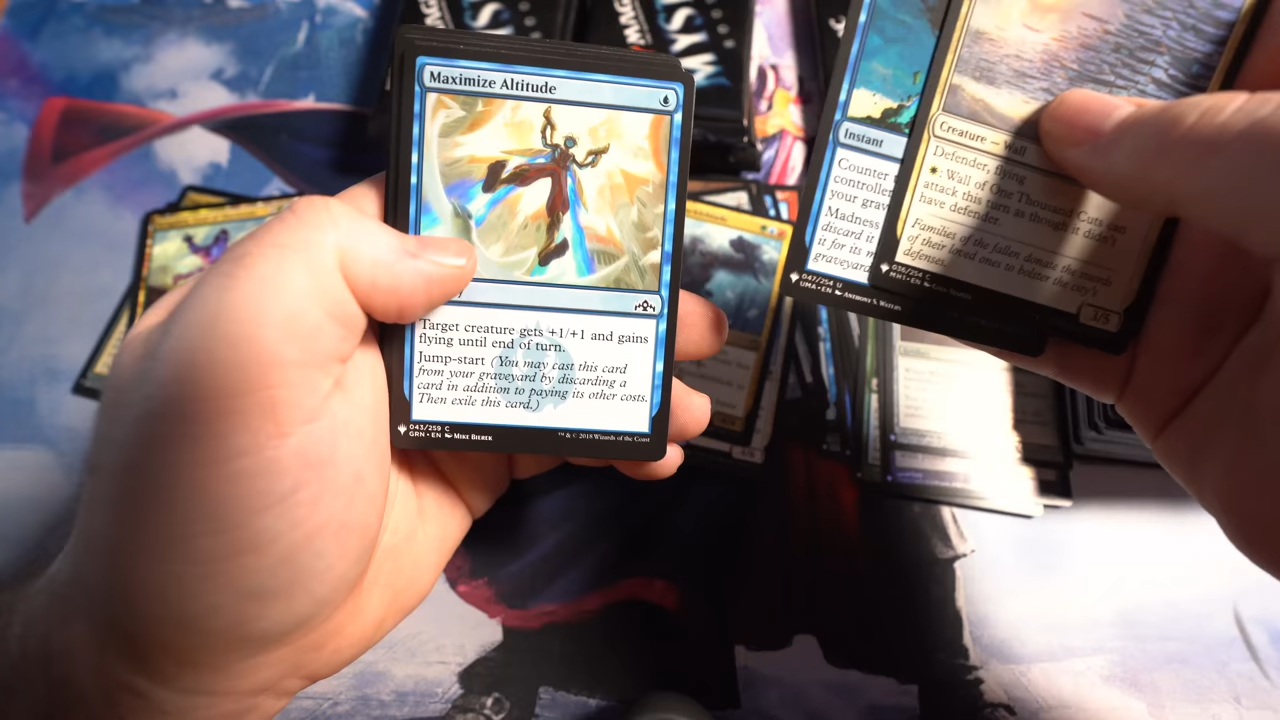 Maximize Altitude
Target creature gets +1/+1 and gains
flying until end of turn.
Jump-start (You may cast this card
from your graveyard by discarding a
card in addition to paying its other costs.
Then exile this card.)
043/259 C
GRN • EN Mike Bierek
™ & © 2018 Wizards of the Coast
Instant
Counter
controller
your grav
Madness
discard it
it for its m
graveyard
047/254 U
UMA • EN Anthony S. Waters
Creature — Wall
Defender, flying
: Wall of One Thousand Cuts can
attack this turn as though it didn't
have defender.
Families of the fallen donate the swords
of their loved ones to bolster the city's
defenses.
036/254 C
MH1 • EN
3/5